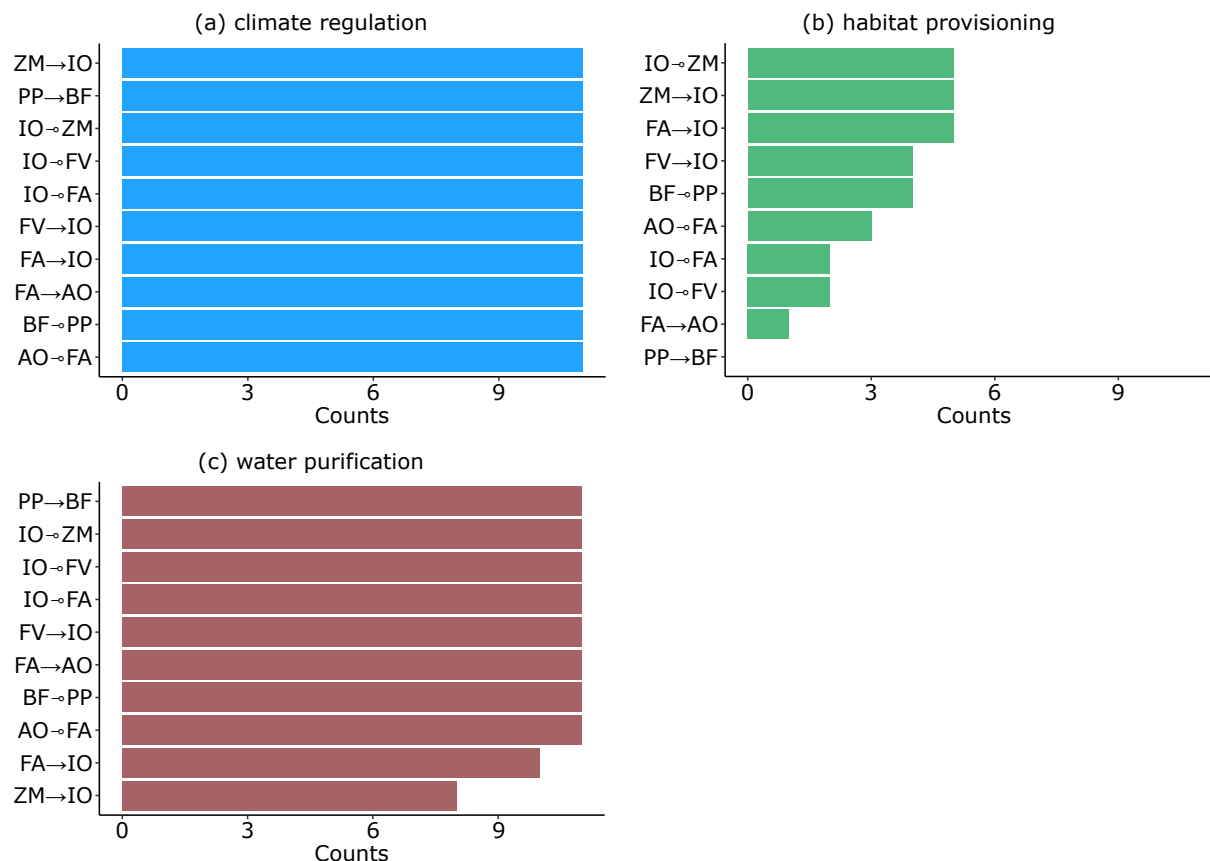 (a) climate regulation
ZM→IO
PP→BF
IO⊸ZM
IO⊸FV
IO⊸FA
FV→IO
FA→IO
FA→AO
BF⊸PP
AO⊸FA
0 3 6 9
Counts
(b) habitat provisioning
IO⊸ZM
ZM→IO
FA→IO
FV→IO
BF⊸PP
AO⊸FA
IO⊸FA
IO⊸FV
FA→AO
PP→BF
0 3 6 9
Counts
(c) water purification
PP→BF
IO⊸ZM
IO⊸FV
IO⊸FA
FV→IO
FA→AO
BF⊸PP
AO⊸FA
FA→IO
ZM→IO
0 3 6 9
Counts